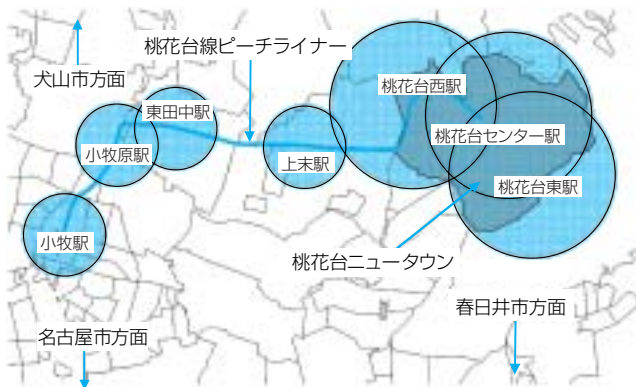 桃花台線ピーチライナー
犬山市方面
桃花台西駅
東田中駅
桃花台センター駅
小牧原駅
上末駅
桃花台東駅
小牧駅
桃花台ニュータウン
春日井市方面
名古屋市方面